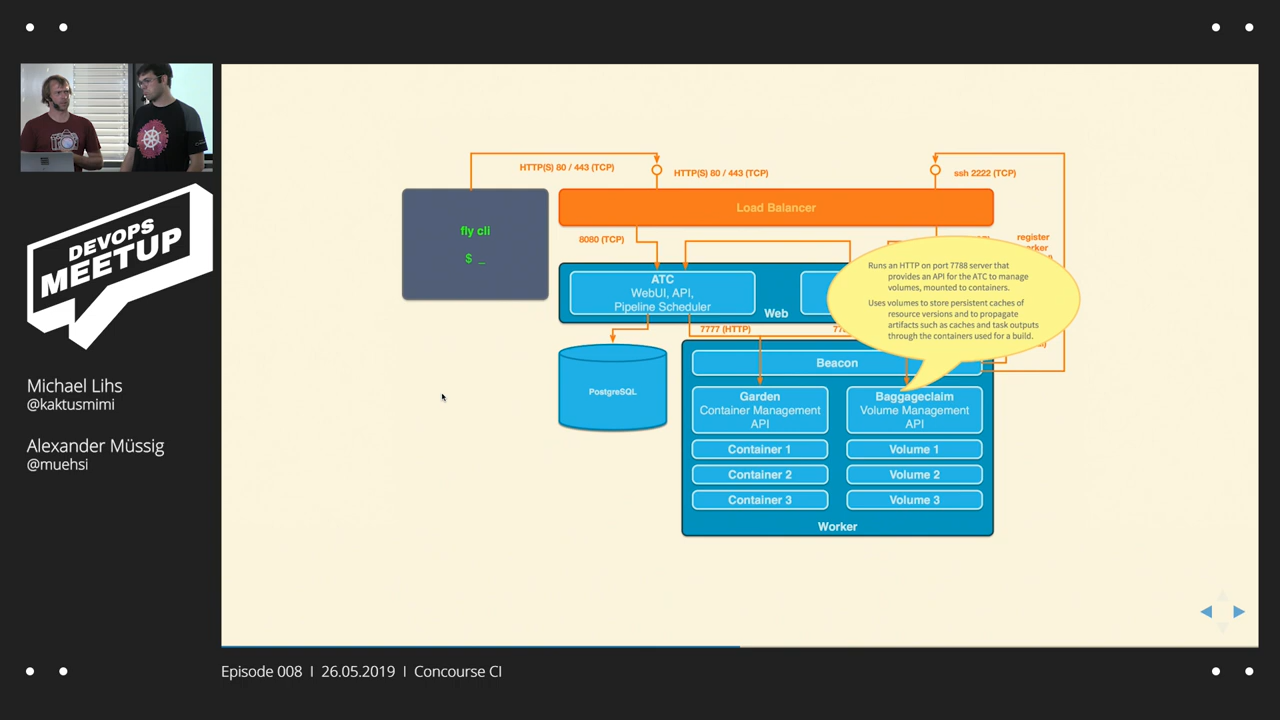 DEVOPS
MEETUP
Michael Lihs
@kaktusmimi
Alexander Müssig
@muehsi
HTTP(S) 80 / 443 (TCP)
HTTP(S) 80 / 443 (TCP)
ssh 2222 (TCP)
fly cli
$ _
Load Balancer
8080 (TCP)
register
ATC
WebUI, API,
Pipeline Scheduler
Web
Runs an HTTP on port 7788 server that
provides an API for the ATC to manage
volumes, mounted to containers.
Uses volumes to store persistent caches of
resource versions and to propagate
artifacts such as caches and task outputs
through the containers used for a build.
7777 (HTTP)
PostgreSQL
Beacon
Garden
Container Management
API
Baggageclaim
Volume Management
API
Container 1
Volume 1
Container 2
Volume 2
Container 3
Volume 3
Worker
Episode 008 I 26.05.2019 I Concourse CI